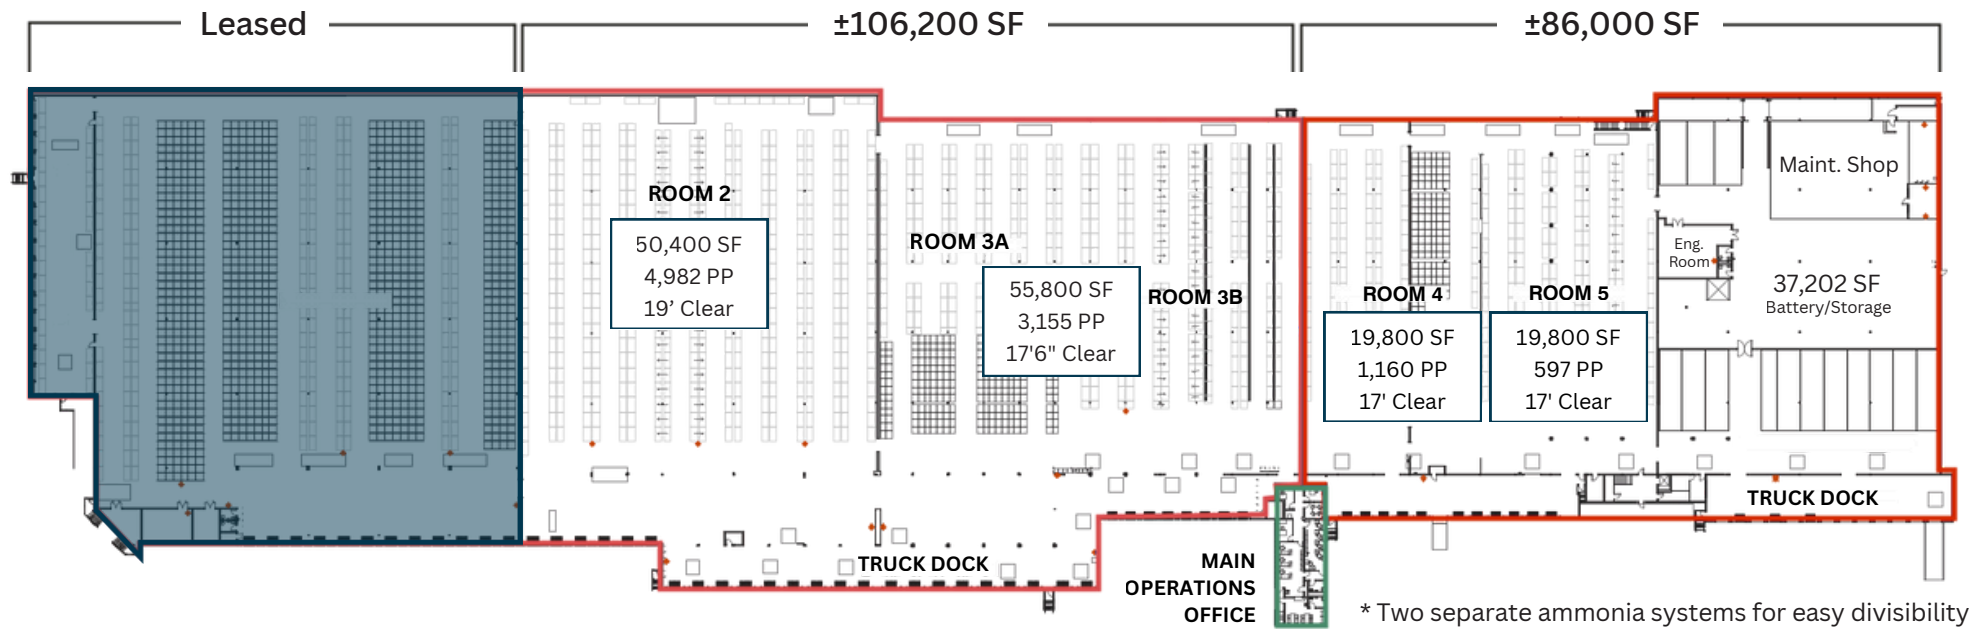 Leased
±106,200 SF
±86,000 SF
ROOM 2
50,400 SF
4,982 PP
19’ Clear
ROOM 3A
55,800 SF
3,155 PP
17'6" Clear
ROOM 3B
ROOM 4
19,800 SF
1,160 PP
17' Clear
ROOM 5
19,800 SF
597 PP
17' Clear
Maint. Shop
Eng.
Room
37,202 SF
Battery/Storage
TRUCK DOCK
TRUCK DOCK
MAIN
OPERATIONS
OFFICE
* Two separate ammonia systems for easy divisibility